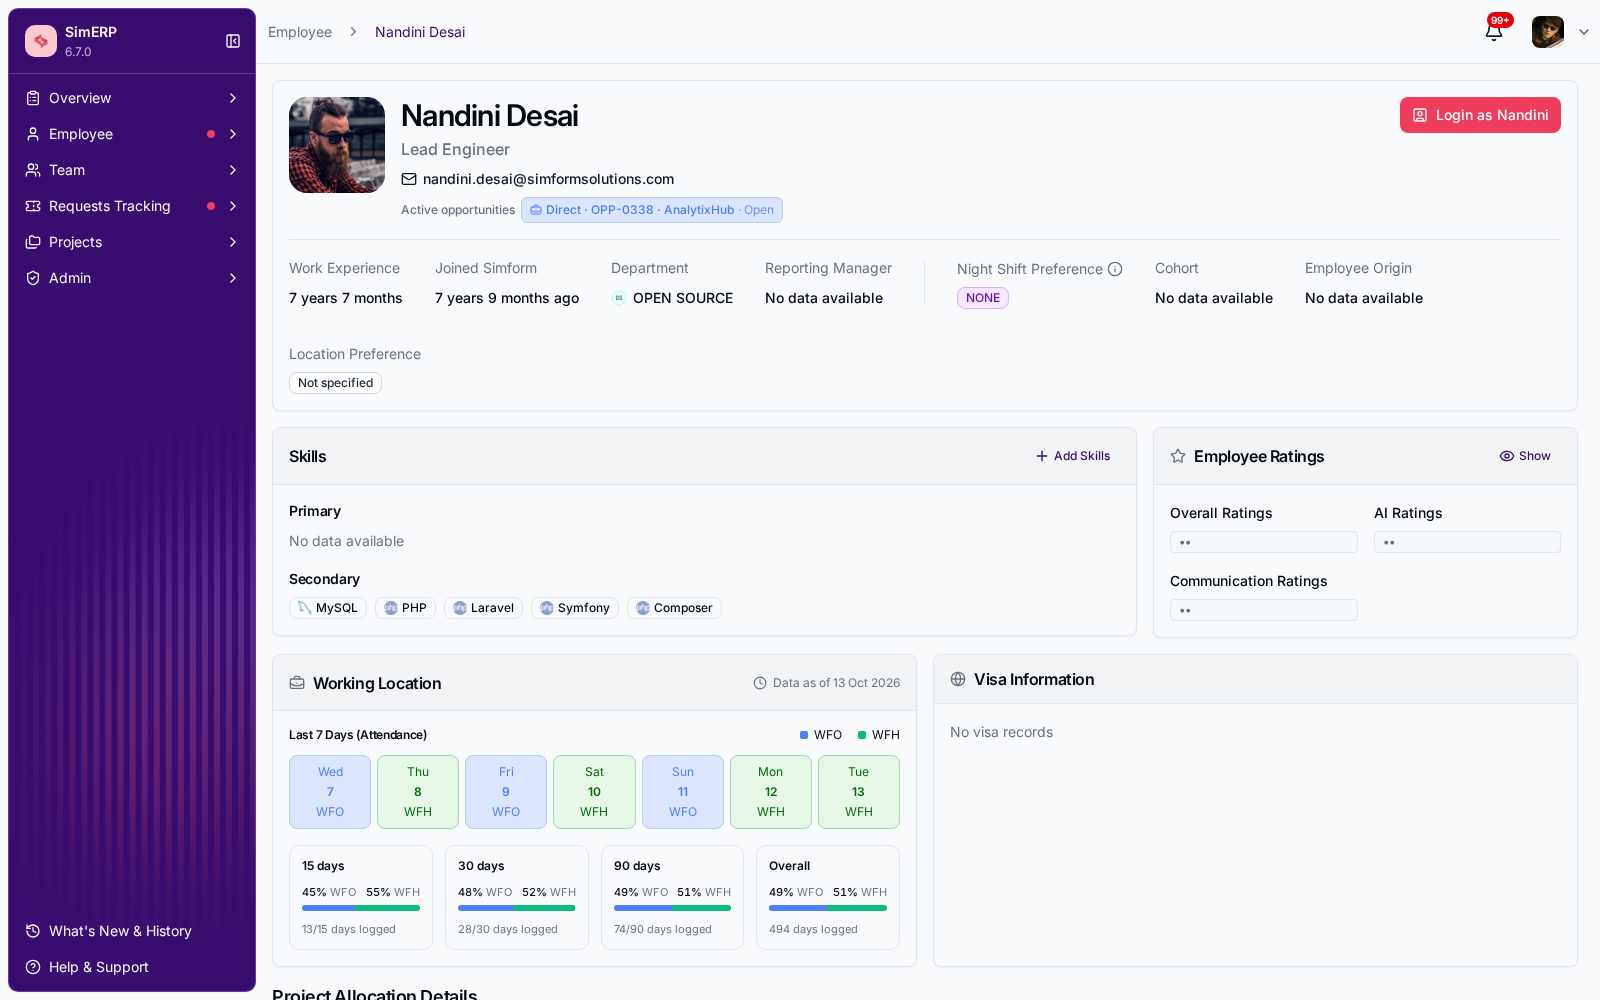 SimERP
6.7.0
Overview
Employee
Team
Requests Tracking
Projects
Admin
What's New & History
Help & Support
Employee
Nandini Desai
99+
Nandini Desai
Lead Engineer
nandini.desai@simformsolutions.com
Active opportunities
Direct · OPP-0338 · AnalytixHub · Open
Login as Nandini
Work Experience
7 years 7 months
Joined Simform
7 years 9 months ago
Department
OS OPEN SOURCE
Reporting Manager
No data available
Night Shift Preference
NONE
Cohort
No data available
Employee Origin
No data available
Location Preference
Not specified
Skills
Add Skills
Primary
No data available
Secondary
MySQL
php PHP
php Laravel
php Symfony
php Composer
Employee Ratings
Show
Overall Ratings
••
AI Ratings
••
Communication Ratings
••
Working Location
Data as of 13 Oct 2026
Last 7 Days (Attendance)
WFO
WFH
Wed
7
WFO
Thu
8
WFH
Fri
9
WFO
Sat
10
WFH
Sun
11
WFO
Mon
12
WFH
Tue
13
WFH
15 days
45% WFO 55% WFH
13/15 days logged
30 days
48% WFO 52% WFH
28/30 days logged
90 days
49% WFO 51% WFH
74/90 days logged
Overall
49% WFO 51% WFH
494 days logged
Visa Information
No visa records
Project Allocation Details